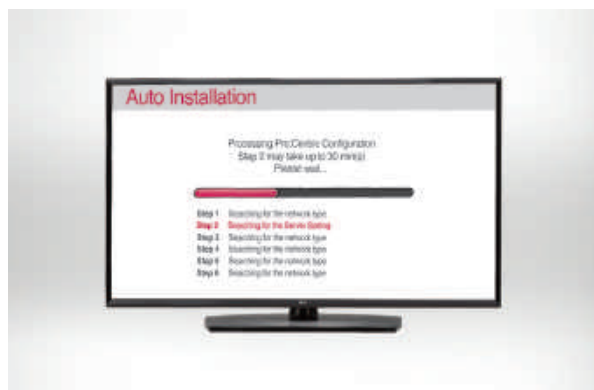 Auto Installation
Processing Pro:Centric Configuration
Step 2 may take up to 30 min(s)
Please wait...
Step 1 Searching for the network type
Step 2 Searching for the Server Setting
Step 3 Searching for the network type
Step 4 Searching for the network type
Step 5 Searching for the network type
Step 6 Searching for the network type